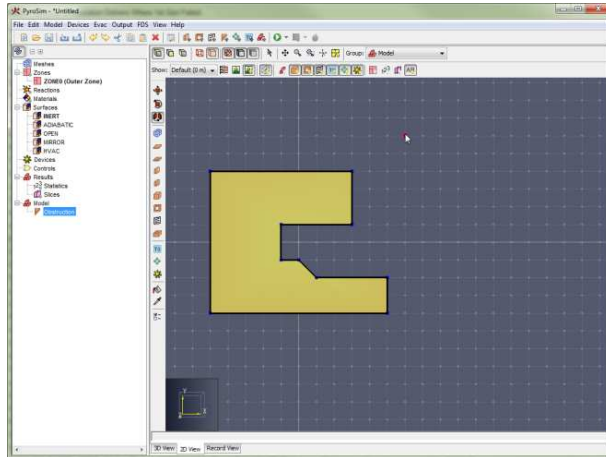 PyroSim - *Untitled
File Edit Model Devices Evac Output FDS View Help
Group: Model
Show: Default (0 m)
Meshes
Zones
ZONE0 (Outer Zone)
Reactions
Materials
Surfaces
INERT
ADIABATIC
OPEN
MIRROR
HVAC
Devices
Controls
Results
Statistics
Slices
Model
Obstruction
Y
X
3D View 2D View Record View